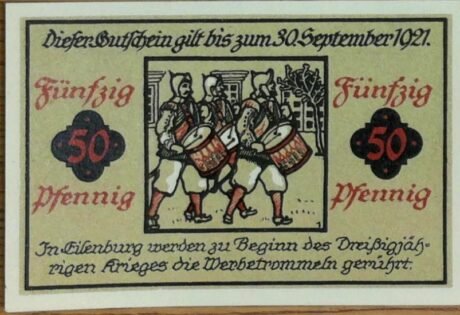 Dieser Gutschein gilt bis zum 30. September 1921.
Fünfzig Fünfzig
50 50
Pfennig Pfennig
In Eilenburg werden zu Beginn des Dreißigjäh-
rigen Krieges die Werbetrommeln gerührt.